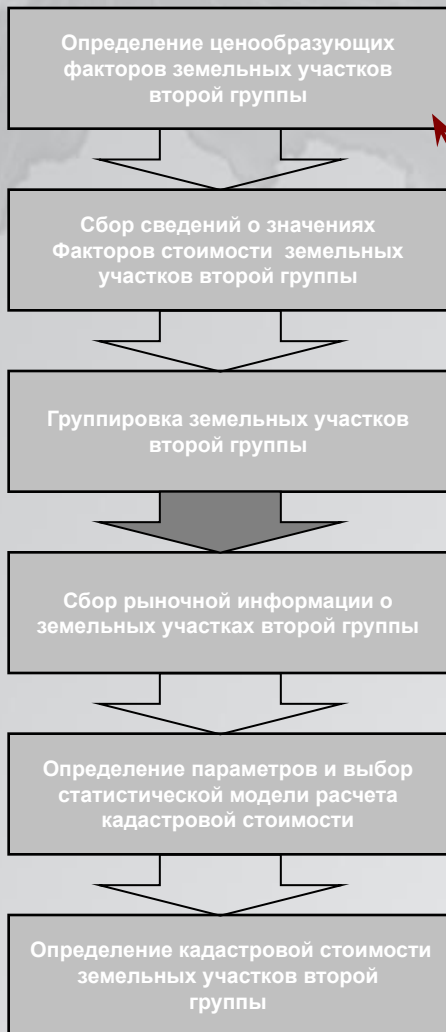 Определение ценообразующих
факторов земельных участков
второй группы
Сбор сведений о значениях
Факторов стоимости земельных
участков второй группы
Группировка земельных участков
второй группы
Сбор рыночной информации о
земельных участках второй группы
Определение параметров и выбор
статистической модели расчета
кадастровой стоимости
Определение кадастровой стоимости
земельных участков второй
группы